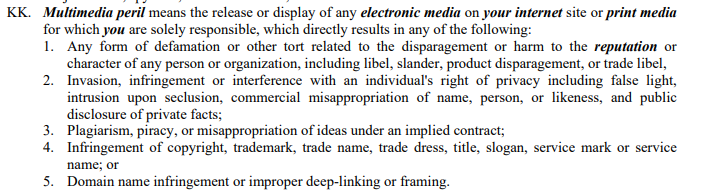 KK. Multimedia peril means the release or display of any electronic media on your internet site or print media
for which you are solely responsible, which directly results in any of the following:
1. Any form of defamation or other tort related to the disparagement or harm to the reputation or
character of any person or organization, including libel, slander, product disparagement, or trade libel,
2. Invasion, infringement or interference with an individual's right of privacy including false light,
intrusion upon seclusion, commercial misappropriation of name, person, or likeness, and public
disclosure of private facts;
3. Plagiarism, piracy, or misappropriation of ideas under an implied contract;
4. Infringement of copyright, trademark, trade name, trade dress, title, slogan, service mark or service
name; or
5. Domain name infringement or improper deep-linking or framing.